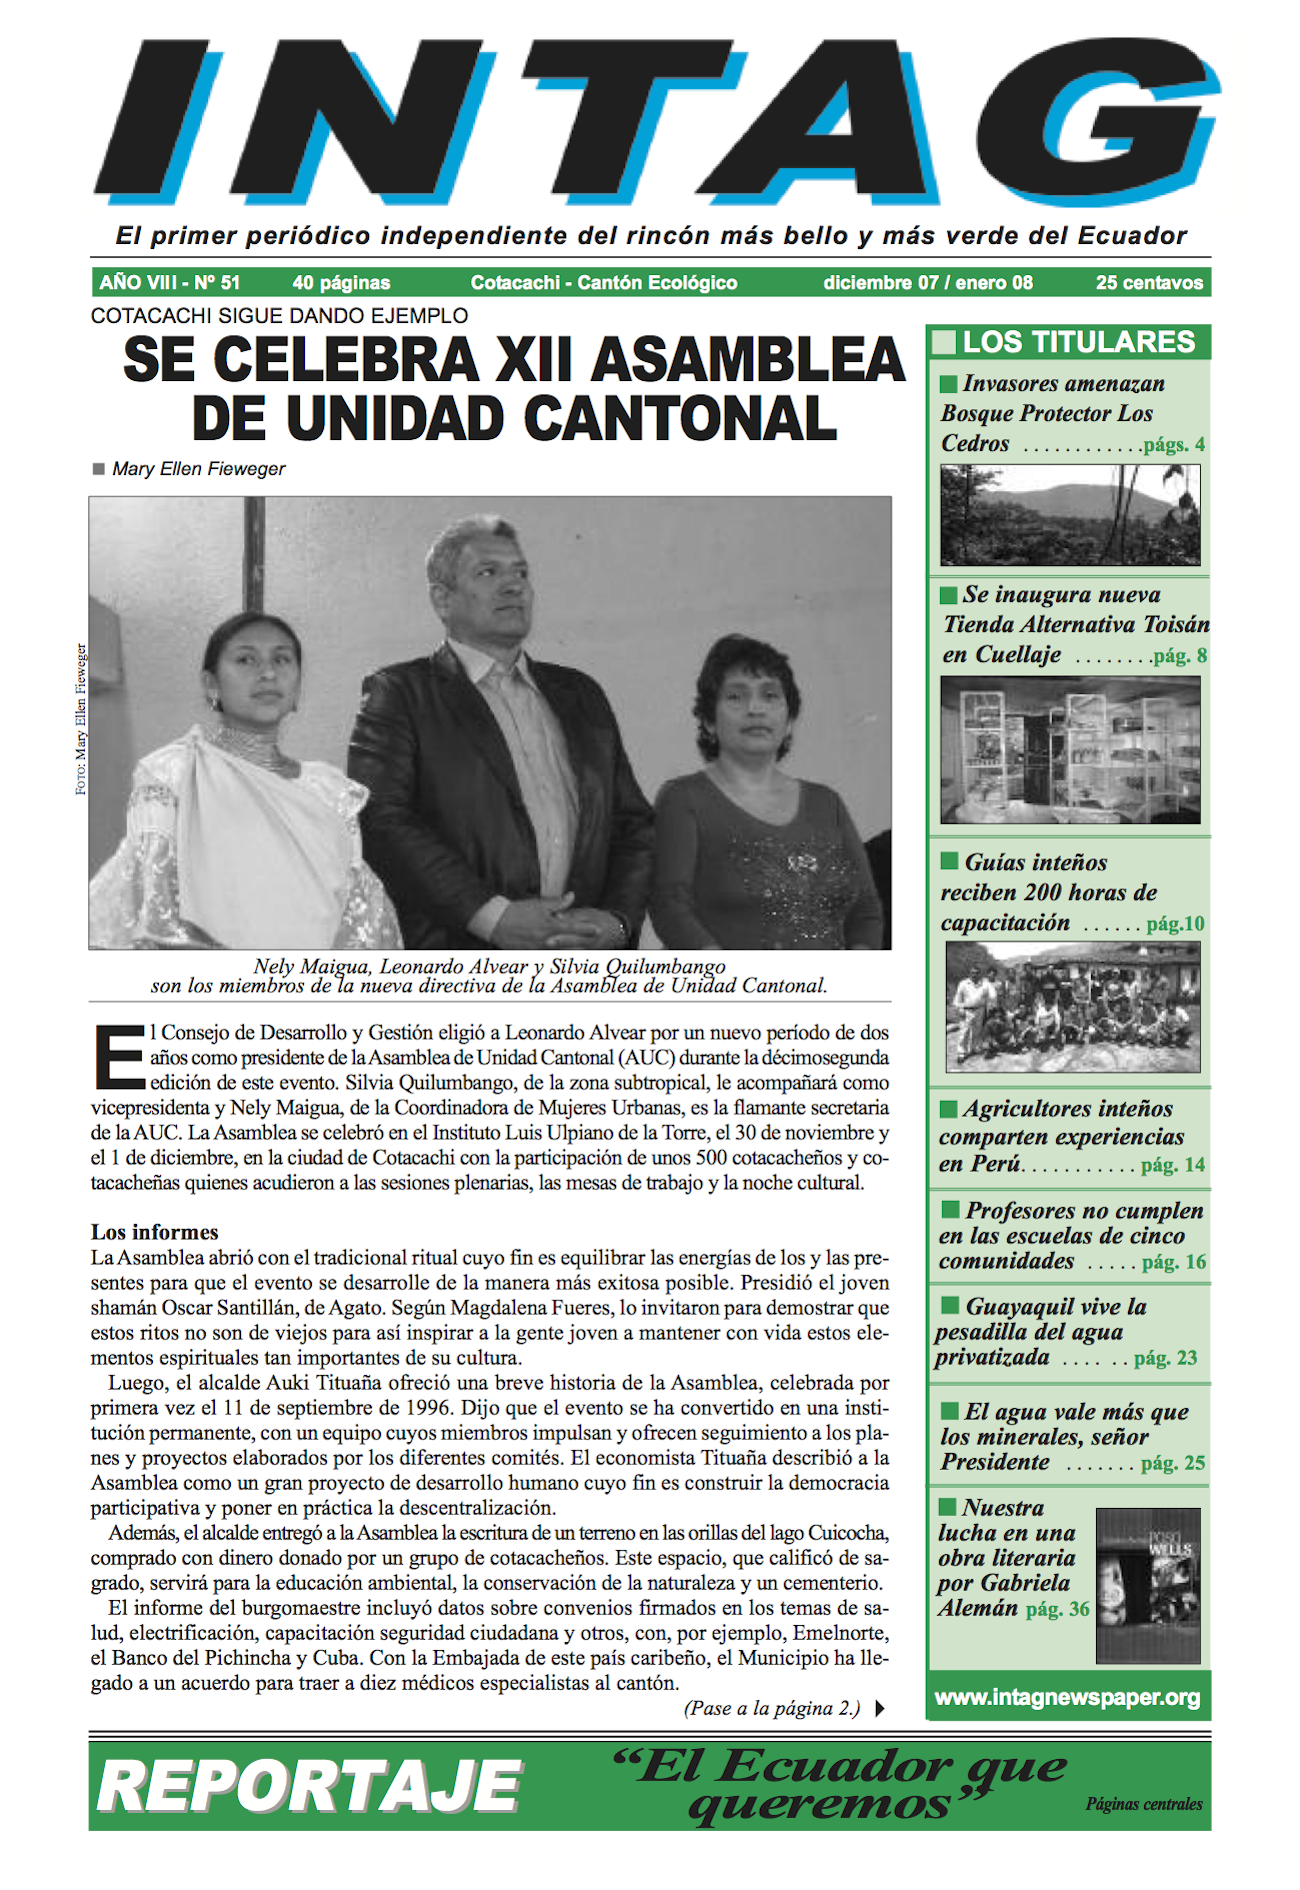 INTAG
El primer periódico independiente del rincón más bello y más verde del Ecuador
AÑO VIII - Nº 51 40 páginas Cotacachi - Cantón Ecológico diciembre 07 / enero 08 25 centavos
COTACACHI SIGUE DANDO EJEMPLO
SE CELEBRA XII ASAMBLEA
DE UNIDAD CANTONAL
Mary Ellen Fieweger
FOTO: Mary Ellen Fieweger
Nely Maigua, Leonardo Alvear y Silvia Quilumbango
son los miembros de la nueva directiva de la Asamblea de Unidad Cantonal.
El Consejo de Desarrollo y Gestión eligió a Leonardo Alvear por un nuevo período de dos
años como presidente de la Asamblea de Unidad Cantonal (AUC) durante la décimosegunda
edición de este evento. Silvia Quilumbango, de la zona subtropical, le acompañará como
vicepresidenta y Nely Maigua, de la Coordinadora de Mujeres Urbanas, es la flamante secretaria
de la AUC. La Asamblea se celebró en el Instituto Luis Ulpiano de la Torre, el 30 de noviembre y
el 1 de diciembre, en la ciudad de Cotacachi con la participación de unos 500 cotacacheños y co-
tacacheñas quienes acudieron a las sesiones plenarias, las mesas de trabajo y la noche cultural.
Los informes
La Asamblea abrió con el tradicional ritual cuyo fin es equilibrar las energías de los y las pre-
sentes para que el evento se desarrolle de la manera más exitosa posible. Presidió el joven
shamán Oscar Santillán, de Agato. Según Magdalena Fueres, lo invitaron para demostrar que
estos ritos no son de viejos para así inspirar a la gente joven a mantener con vida estos ele-
mentos espirituales tan importantes de su cultura.
Luego, el alcalde Auki Tituaña ofreció una breve historia de la Asamblea, celebrada por
primera vez el 11 de septiembre de 1996. Dijo que el evento se ha convertido en una insti-
tución permanente, con un equipo cuyos miembros impulsan y ofrecen seguimiento a los pla-
nes y proyectos elaborados por los diferentes comités. El economista Tituaña describió a la
Asamblea como un gran proyecto de desarrollo humano cuyo fin es construir la democracia
participativa y poner en práctica la descentralización.
Además, el alcalde entregó a la Asamblea la escritura de un terreno en las orillas del lago Cuicocha,
comprado con dinero donado por un grupo de cotacacheños. Este espacio, que calificó de sa-
grado, servirá para la educación ambiental, la conservación de la naturaleza y un cementerio.
El informe del burgomaestre incluyó datos sobre convenios firmados en los temas de sa-
lud, electrificación, capacitación seguridad ciudadana y otros, con, por ejemplo, Emelnorte,
el Banco del Pichincha y Cuba. Con la Embajada de este país caribeño, el Municipio ha lle-
gado a un acuerdo para traer a diez médicos especialistas al cantón.
(Pase a la página 2.)
LOS TITULARES
Invasores amenazan
Bosque Protector Los
Cedros . . . . . . . . . . . .págs. 4
Se inaugura nueva
Tienda Alternativa Toisán
en Cuellaje . . . . . . . .pág. 8
Guías inteños
reciben 200 horas de
capacitación . . . . . . pág.10
Agricultores inteños
comparten experiencias
en Perú. . . . . . . . . . . pág. 14
Profesores no cumplen
en las escuelas de cinco
comunidades . . . . . pág. 16
Guayaquil vive la
pesadilla del agua
privatizada . . . . . . pág. 23
El agua vale más que
los minerales, señor
Presidente . . . . . . . pág. 25
Nuestra
lucha en una
obra literaria
por Gabriela
Alemán pág. 36
POSO
WELLS
www.intagnewspaper.org
REPORTAJE
“El Ecuador que
queremos”
Páginas centrales